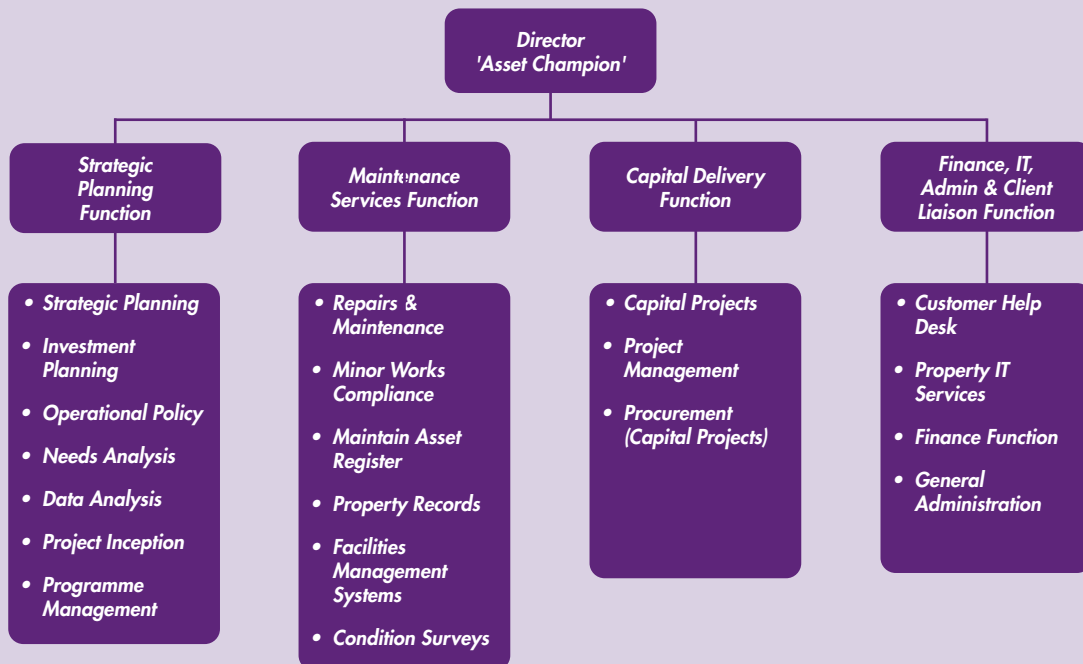 Director
'Asset Champion'
Strategic
Planning
Function
Maintenance
Services Function
Capital Delivery
Function
Finance, IT,
Admin & Client
Liaison Function
• Strategic Planning
• Investment
Planning
• Operational Policy
• Needs Analysis
• Data Analysis
• Project Inception
• Programme
Management
• Repairs &
Maintenance
• Minor Works
Compliance
• Maintain Asset
Register
• Property Records
• Facilities
Management
Systems
• Condition Surveys
• Capital Projects
• Project
Management
• Procurement
(Capital Projects)
• Customer Help
Desk
• Property IT
Services
• Finance Function
• General
Administration